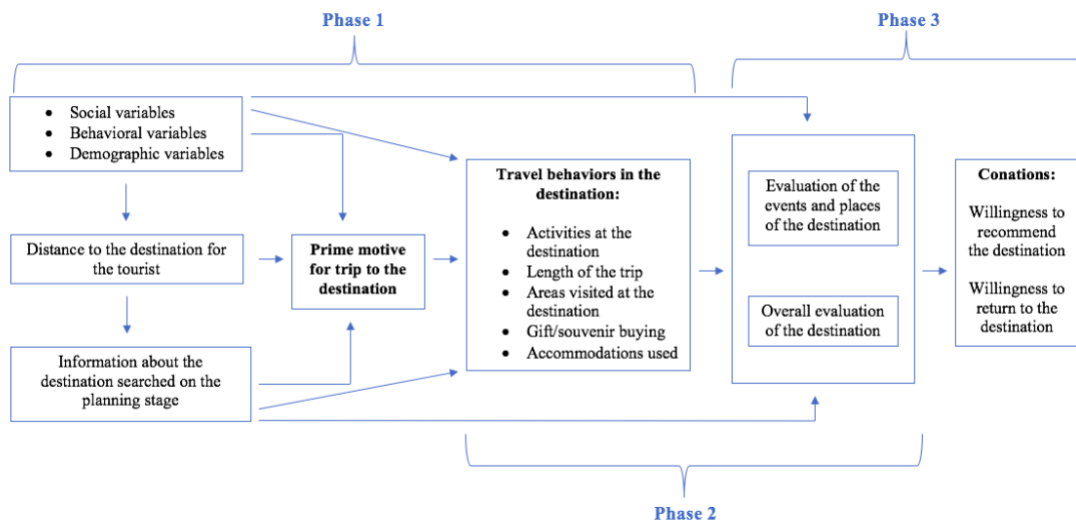 Phase 1
Phase 3
• Social variables
• Behavioral variables
• Demographic variables
Distance to the destination for
the tourist
Information about the
destination searched on the
planning stage
Prime motive
for trip to the
destination
Travel behaviors in the
destination:
• Activities at the
destination
• Length of the trip
• Areas visited at the
destination
• Gift/souvenir buying
• Accommodations used
Evaluation of the
events and places
of the destination
Overall evaluation
of the destination
Conations:
Willingness to
recommend
the destination
Willingness to
return to the
destination
Phase 2